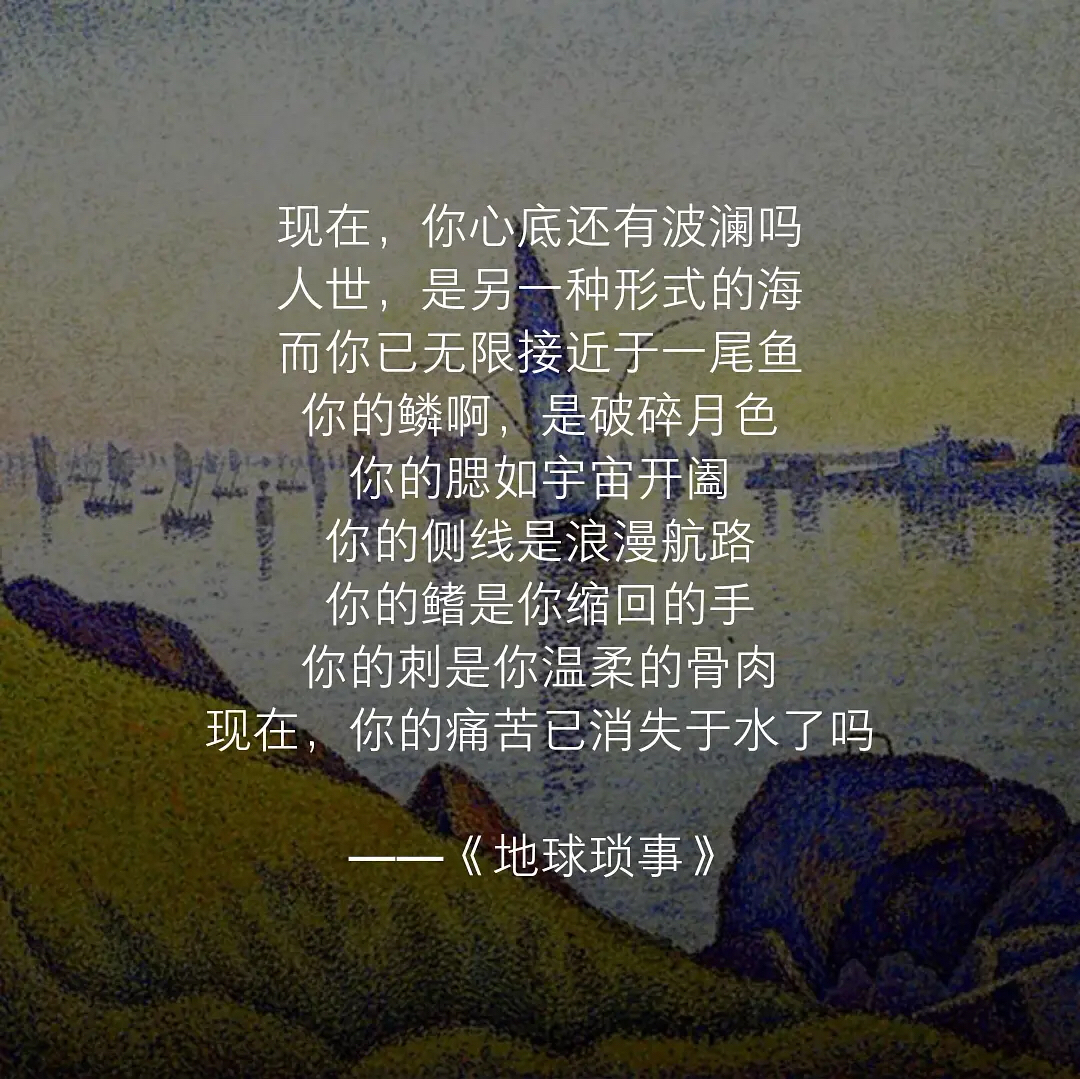 现在，你心底还有波澜吗
人世，是另一种形式的海
而你已无限接近于一尾鱼
你的鳞啊，是破碎月色
你的腮如宇宙开阖
你的侧线是浪漫航路
你的鳍是你缩回的手
你的刺是你温柔的骨肉
现在，你的痛苦已消失于水了吗
——《地球琐事》